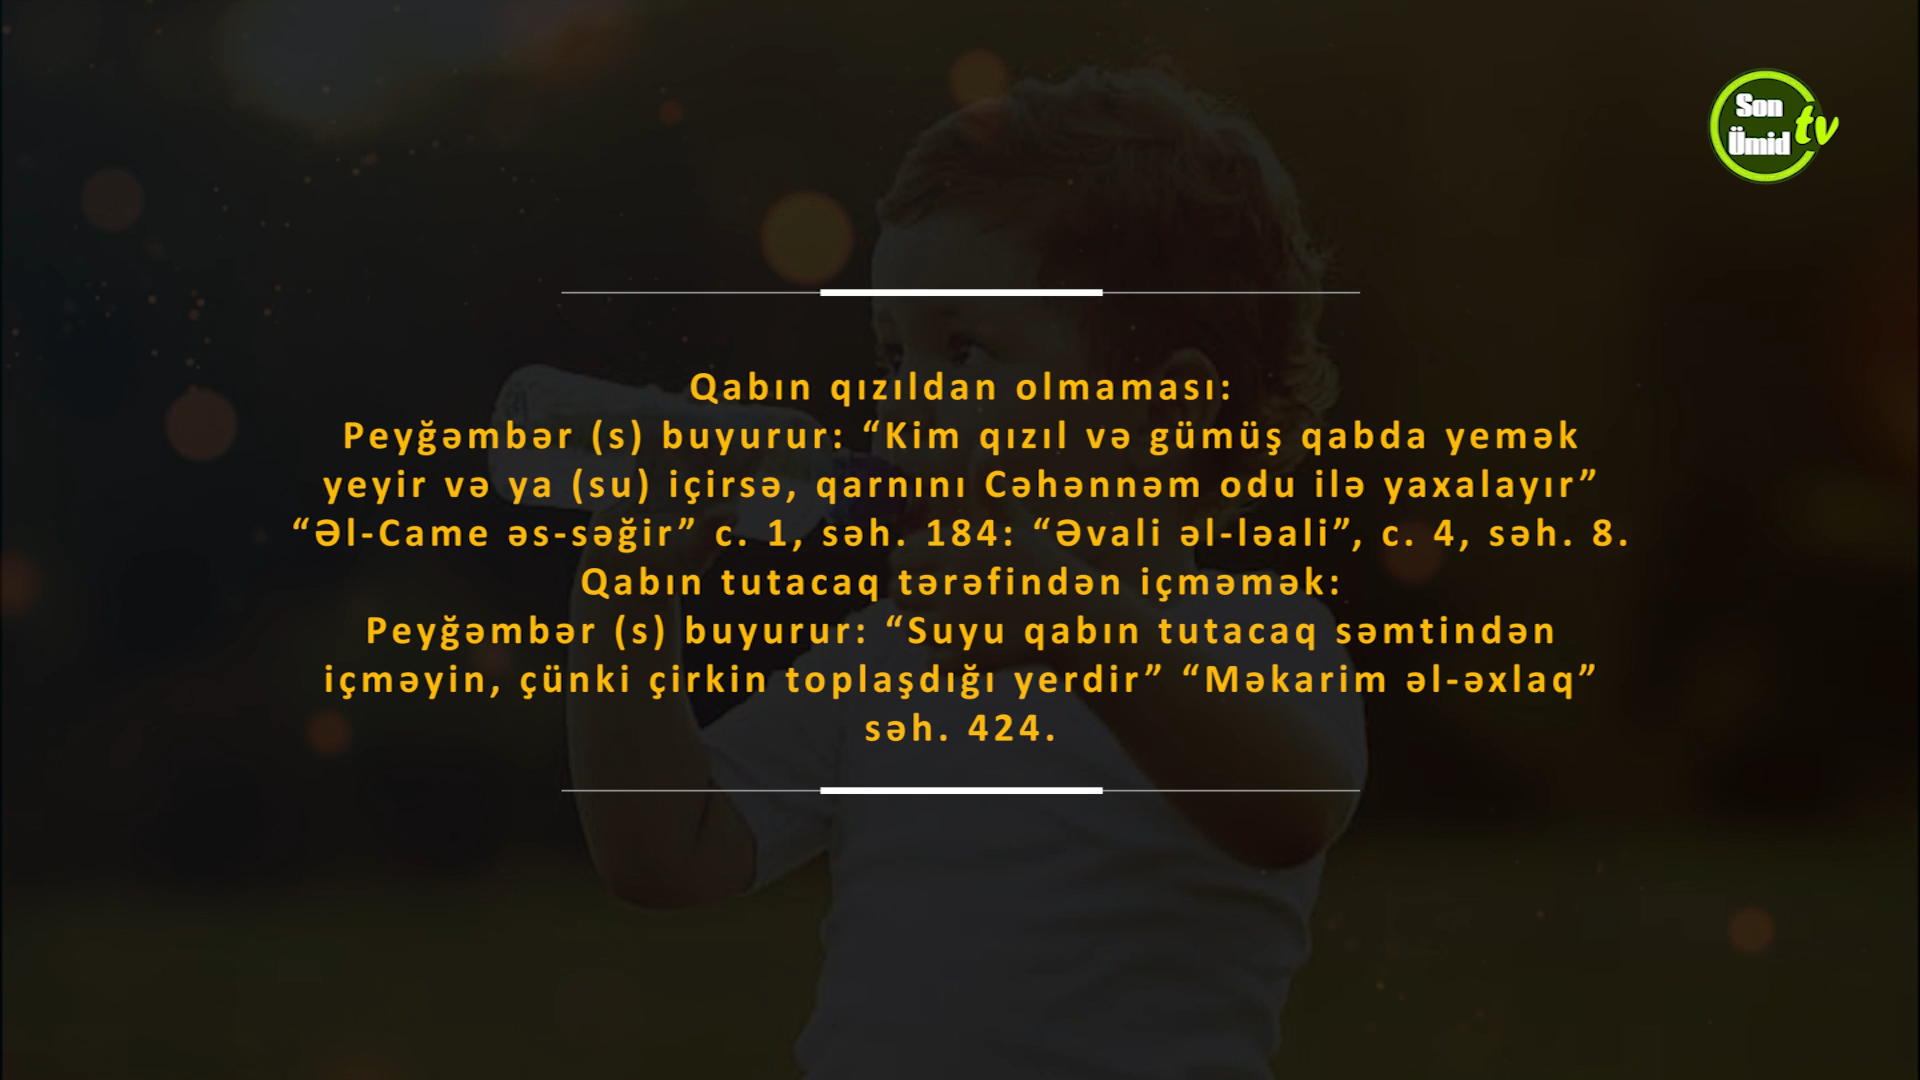 Son
Ümid
tv
Qabın qızıldan olmaması:
Peyğəmbər (s) buyurur: “Kim qızıl və gümüş qabda yemək
yeyir və ya (su) içirsə, qarnını Cəhənnəm odu ilə yaxalayır”
“Əl-Came əs-səğir” c. 1, səh. 184: “Əvali əl-ləali”, c. 4, səh. 8.
Qabın tutacaq tərəfindən içməmək:
Peyğəmbər (s) buyurur: “Suyu qabın tutacaq səmtindən
içməyin, çünki çirkin toplaşdığı yerdir” “Məkarim əl-əxlaq”
səh. 424.